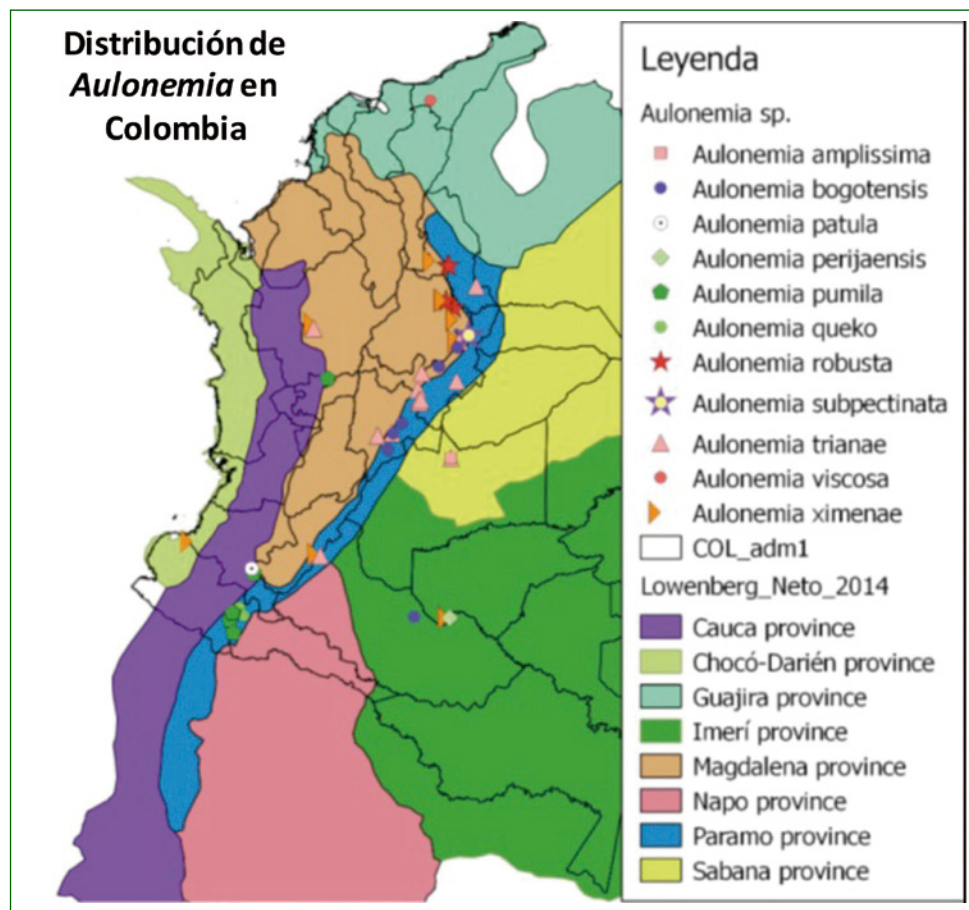 Distribución de
Aulonemia en
Colombia
Leyenda
Aulonemia sp.
Aulonemia amplissima
Aulonemia bogotensis
Aulonemia patula
Aulonemia perijaensis
Aulonemia pumila
Aulonemia queko
Aulonemia robusta
Aulonemia subpectinata
Aulonemia trianae
Aulonemia viscosa
Aulonemia ximenae
COL_adm1
Lowenberg_Neto_2014
Cauca province
Chocó-Darién province
Guajira province
Imerí province
Magdalena province
Napo province
Paramo province
Sabana province